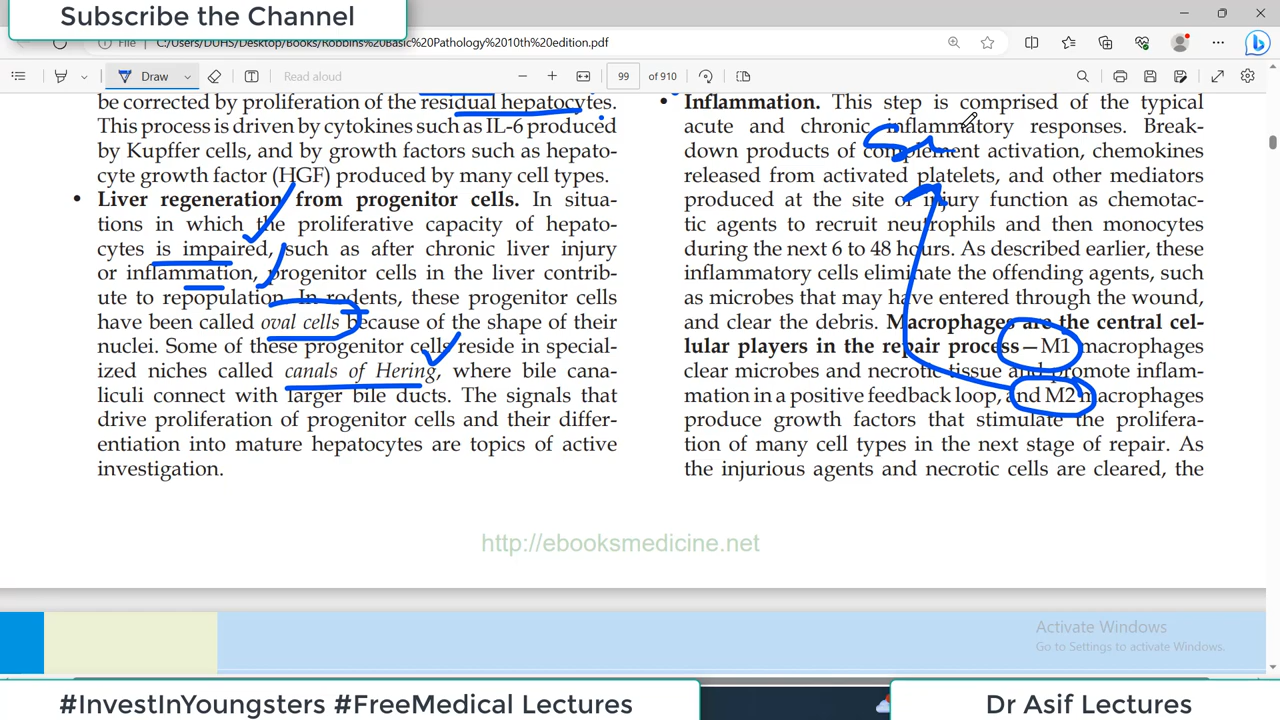 Subscribe the Channel
File
C:/Users/DUHS/Desktop/Books/Robbins%20Basic%20Pathology%2010th%20edition.pdf
Draw
Read aloud
99
of 910
be corrected by proliferation of the residual hepatocytes.
This process is driven by cytokines such as IL-6 produced
by Kupffer cells, and by growth factors such as hepato-
cyte growth factor (HGF) produced by many cell types.
• Liver regeneration from progenitor cells. In situa-
tions in which the proliferative capacity of hepato-
cytes is impaired, such as after chronic liver injury
or inflammation, progenitor cells in the liver contrib-
ute to repopulation. In rodents, these progenitor cells
have been called oval cells because of the shape of their
nuclei. Some of these progenitor cells reside in special-
ized niches called canals of Hering, where bile cana-
liculi connect with larger bile ducts. The signals that
drive proliferation of progenitor cells and their differ-
entiation into mature hepatocytes are topics of active
investigation.
• Inflammation. This step is comprised of the typical
acute and chronic inflammatory responses. Break-
down products of complement activation, chemokines
released from activated platelets, and other mediators
produced at the site of injury function as chemotac-
tic agents to recruit neutrophils and then monocytes
during the next 6 to 48 hours. As described earlier, these
inflammatory cells eliminate the offending agents, such
as microbes that may have entered through the wound,
and clear the debris. Macrophages are the central cel-
lular players in the repair process—M1 macrophages
clear microbes and necrotic tissue and promote inflam-
mation in a positive feedback loop, and M2 macrophages
produce growth factors that stimulate the prolifera-
tion of many cell types in the next stage of repair. As
the injurious agents and necrotic cells are cleared, the
http://ebooksmedicine.net
Activate Windows
Go to Settings to activate Windows.
#InvestInYoungsters #FreeMedical Lectures
Dr Asif Lectures